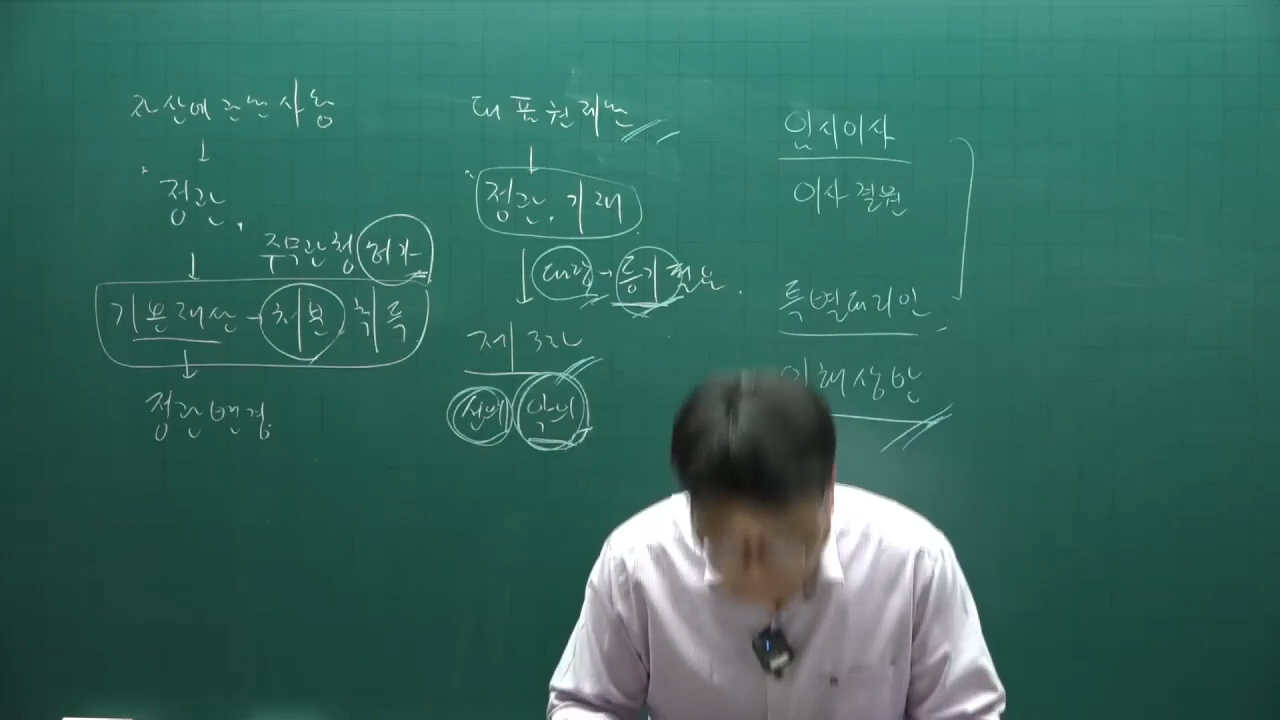 자산에 관한 사항
↓
정관.
주무관청 허가
↓
기본재산 - 처분, 취득
↓
정관변경.
대표권제한
↓
정관. 기재
↓ 대항 → 등기 필요.
제3자
선의 악의
임시이사
이사결원
특별대리인
이해상반